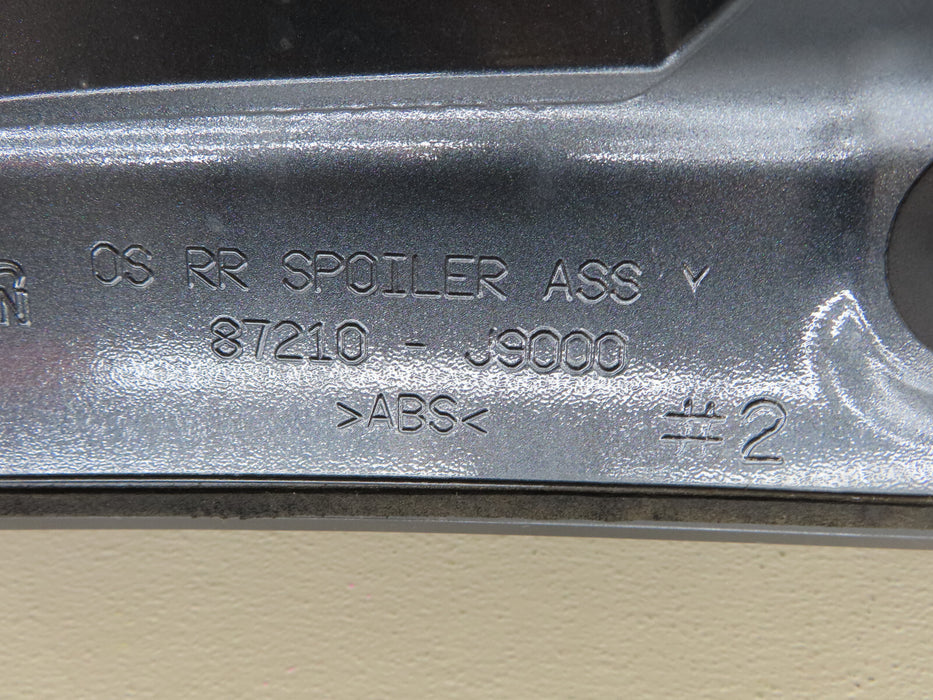 OS RR SPOILER ASS Y
87210 - J9000
>ABS<
#2